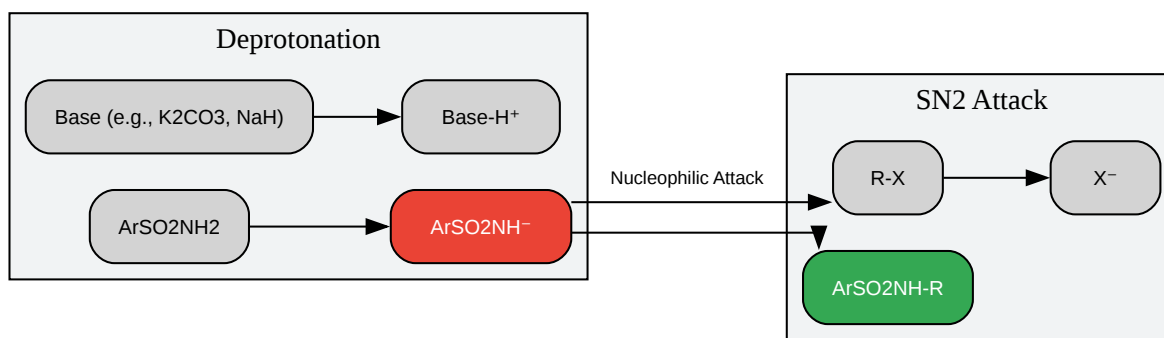 Deprotonation
Base (e.g., K2CO3, NaH)
Base-H⁺
ArSO2NH2
ArSO2NH⁻
Nucleophilic Attack
SN2 Attack
R-X
X⁻
ArSO2NH-R